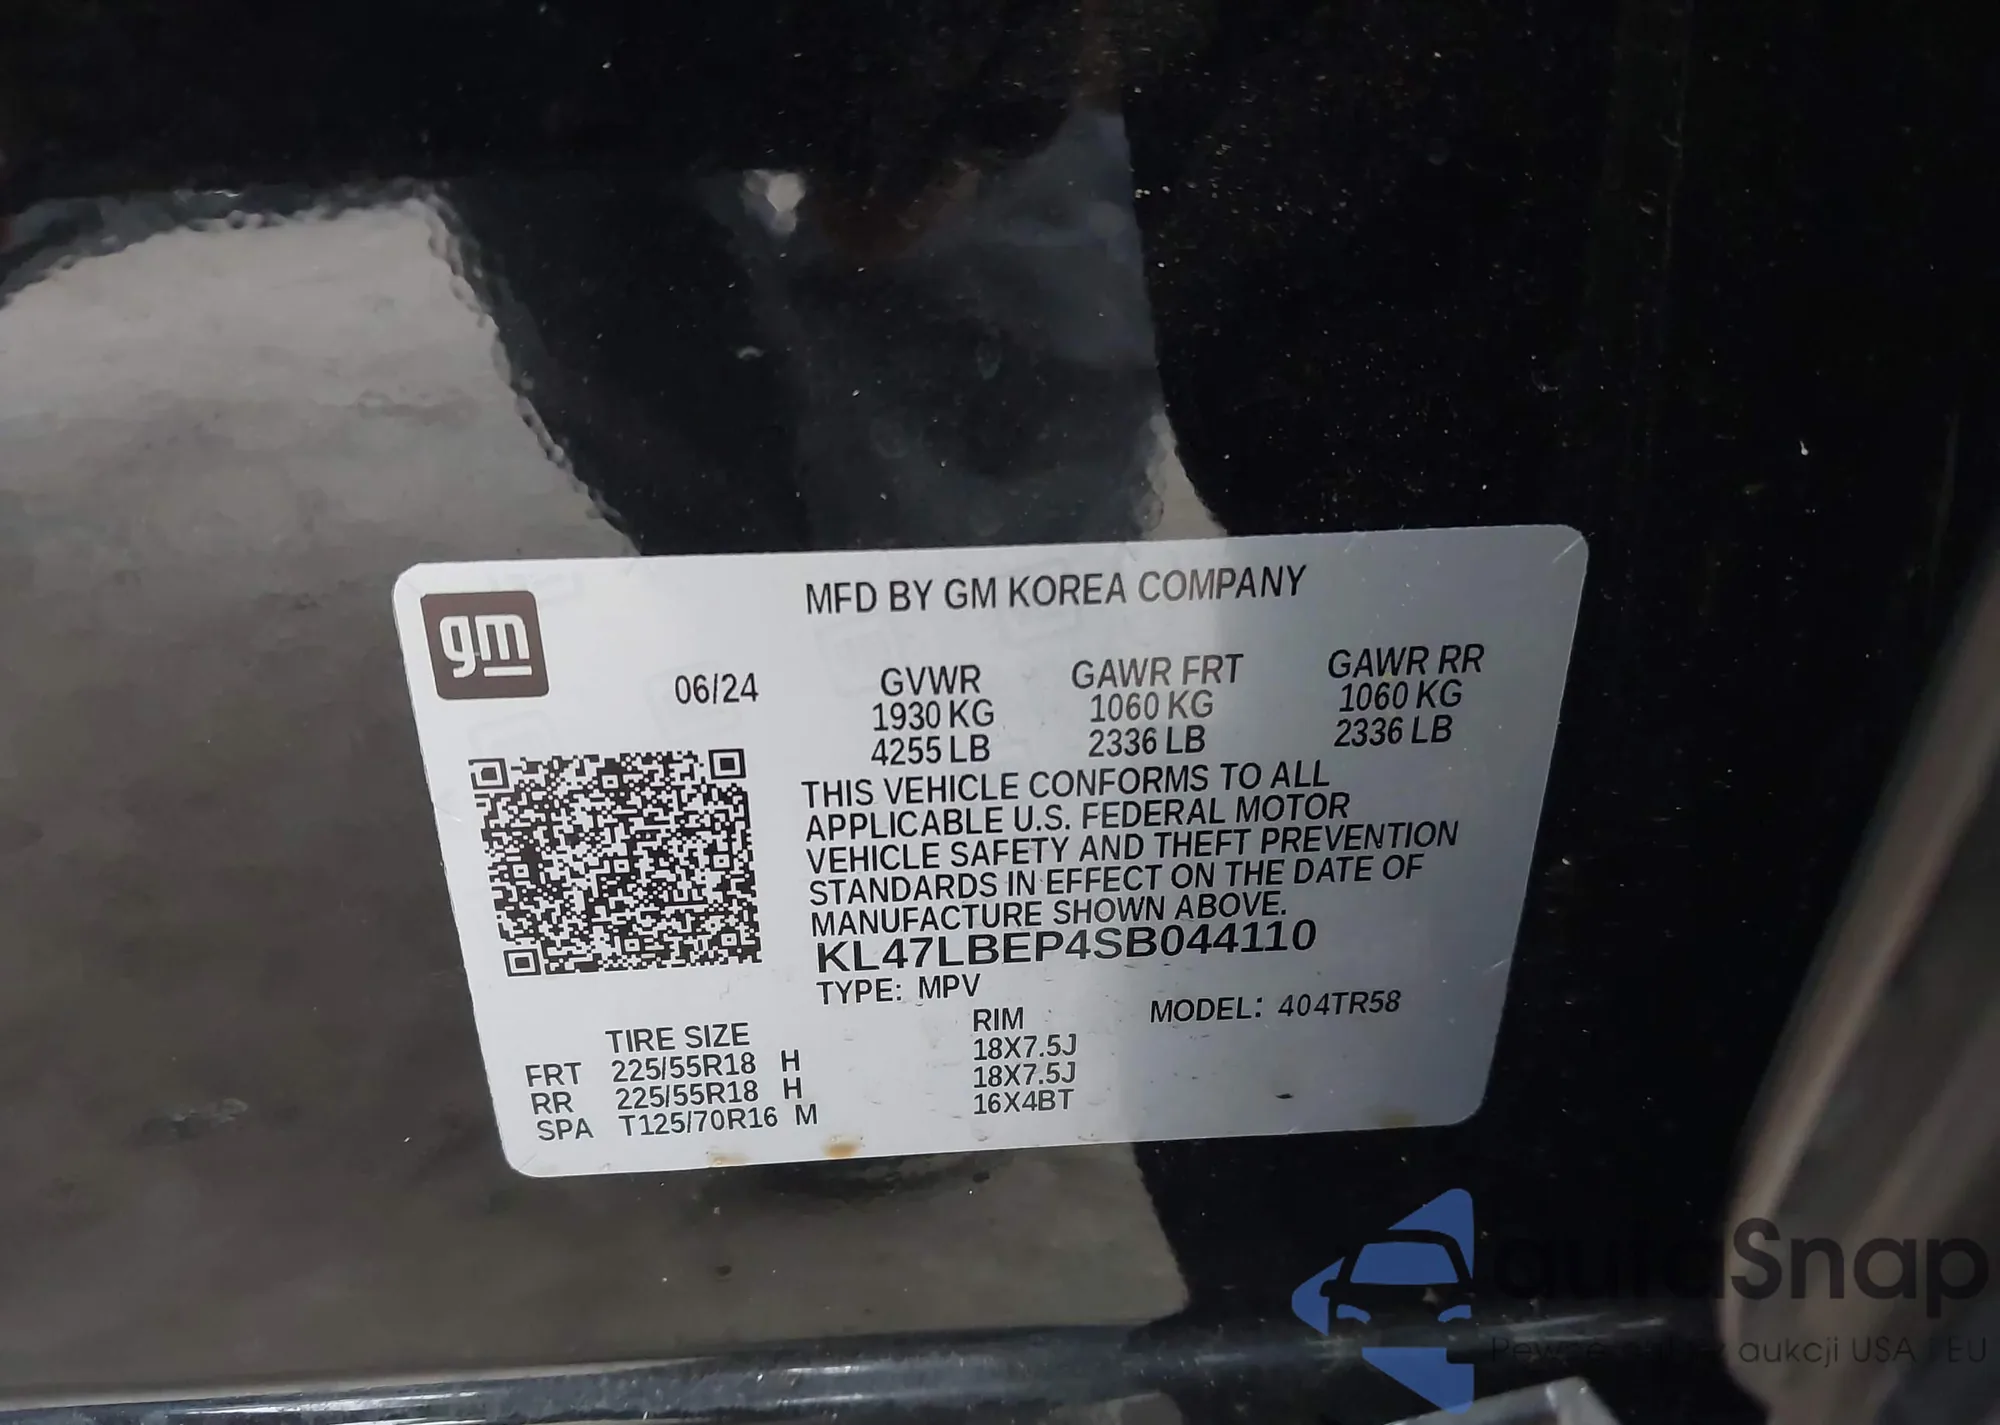 MFD BY GM KOREA COMPANY
gm
06/24
GVWR GAWR FRT GAWR RR
1930 KG 1060 KG 1060 KG
4255 LB 2336 LB 2336 LB
THIS VEHICLE CONFORMS TO ALL
APPLICABLE U.S. FEDERAL MOTOR
VEHICLE SAFETY AND THEFT PREVENTION
STANDARDS IN EFFECT ON THE DATE OF
MANUFACTURE SHOWN ABOVE.
KL47LBEP4SB044110
TYPE: MPV
MODEL: 404TR58
TIRE SIZE RIM
FRT 225/55R18 H 18X7.5J
RR 225/55R18 H 18X7.5J
SPA T125/70R16 M 16X4BT
autoSnap
aukcji USA i EU